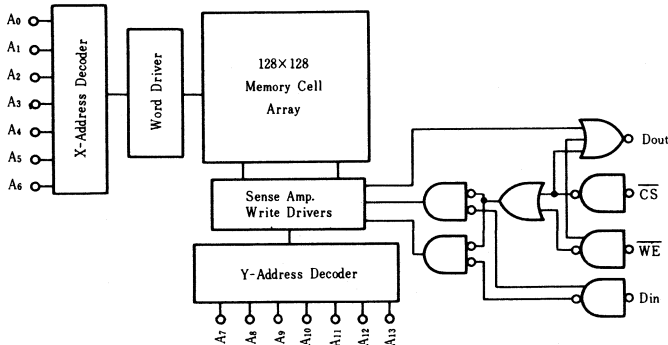 A0
A1
A2
A3
A4
A5
A6
X-Address Decoder
Word Driver
128×128
Memory Cell
Array
Sense Amp.
Write Drivers
Y-Address Decoder
A7
A8
A9
A10
A11
A12
A13
Dout
CS
WE
Din